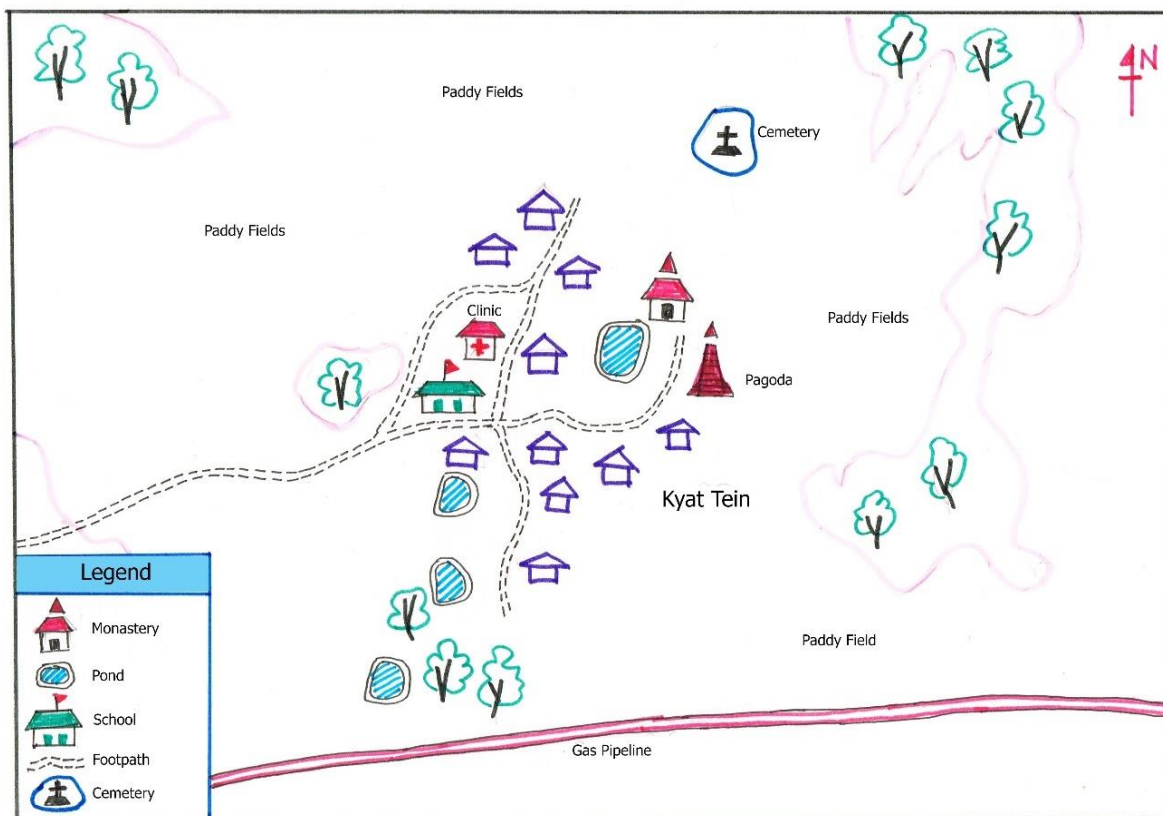 Paddy Fields
N
Cemetery
Paddy Fields
Clinic
Paddy Fields
Pagoda
Kyat Tein
Legend
Monastery
Pond
School
Footpath
Cemetery
Paddy Field
Gas Pipeline